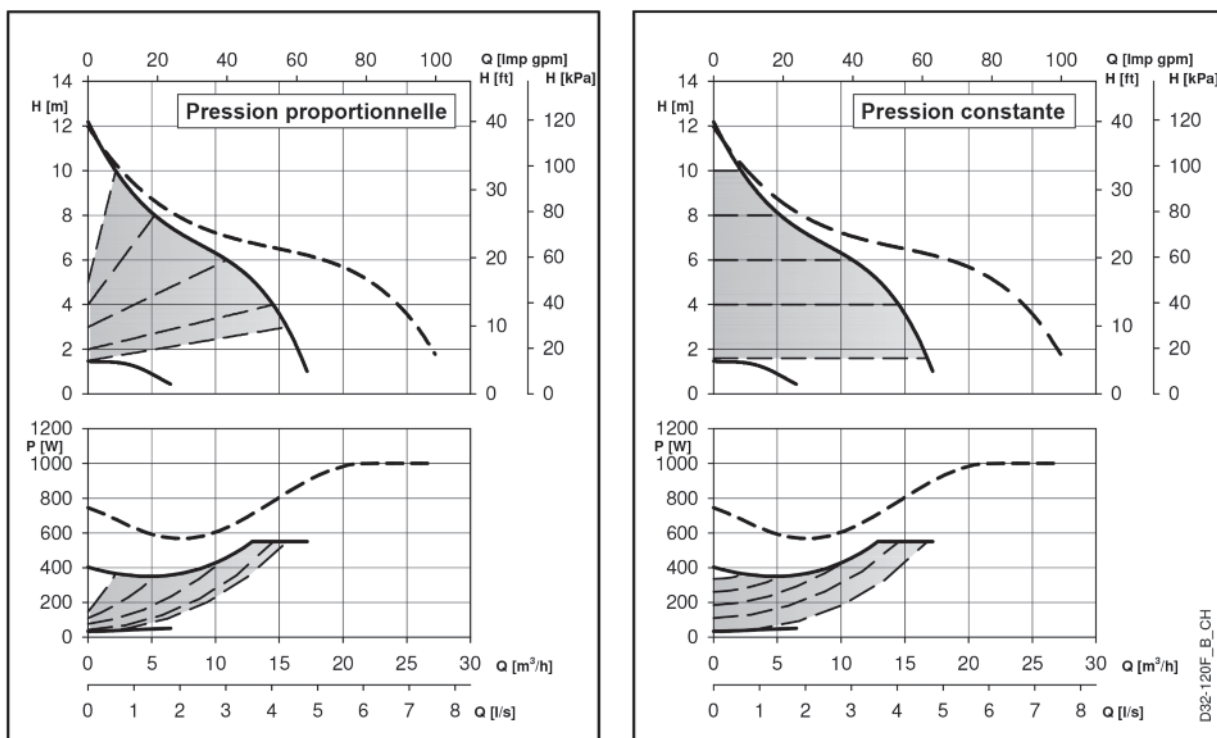 0 20 40 60 80 100 Q [Imp gpm]
H [ft] H [kPa]
14
H [m]
Pression proportionnelle
12 40 120
10 30 100
8 80
6 20 60
4 10 40
2 20
0 0 0
1200
P [W]
1000
800
600
400
200
0
0 5 10 15 20 25 30
Q [m³/h]
0 1 2 3 4 5 6 7 8 Q [l/s]
0 20 40 60 80 100 Q [Imp gpm]
H [ft] H [kPa]
14
H [m]
Pression constante
12 40 120
10 30 100
8 80
6 20 60
4 10 40
2 20
0 0 0
1200
P [W]
1000
800
600
400
200
0
0 5 10 15 20 25 30
Q [m³/h]
0 1 2 3 4 5 6 7 8 Q [l/s]
D32-120F_B_CH